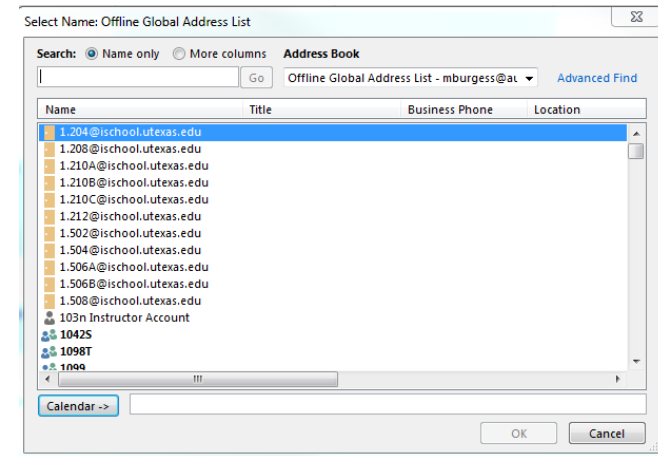 Select Name: Offline Global Address List
Search: Name only More columns Address Book
Go Offline Global Address List - mburgess@au Advanced Find
Name Title Business Phone Location
1.204@ischool.utexas.edu
1.208@ischool.utexas.edu
1.210A@ischool.utexas.edu
1.210B@ischool.utexas.edu
1.210C@ischool.utexas.edu
1.212@ischool.utexas.edu
1.502@ischool.utexas.edu
1.504@ischool.utexas.edu
1.506A@ischool.utexas.edu
1.506B@ischool.utexas.edu
1.508@ischool.utexas.edu
103n Instructor Account
1042S
1098T
1099
Calendar ->
OK Cancel